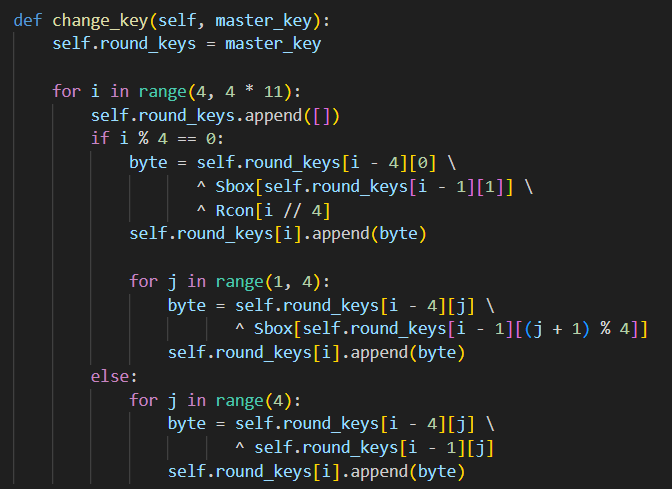 def change_key(self, master_key):
    self.round_keys = master_key

    for i in range(4, 4 * 11):
        self.round_keys.append([])
        if i % 4 == 0:
            byte = self.round_keys[i - 4][0] \
                   ^ Sbox[self.round_keys[i - 1][1]] \
                   ^ Rcon[i // 4]
            self.round_keys[i].append(byte)

            for j in range(1, 4):
                byte = self.round_keys[i - 4][j] \
                       ^ Sbox[self.round_keys[i - 1][(j + 1) % 4]]
                self.round_keys[i].append(byte)
        else:
            for j in range(4):
                byte = self.round_keys[i - 4][j] \
                       ^ self.round_keys[i - 1][j]
                self.round_keys[i].append(byte)